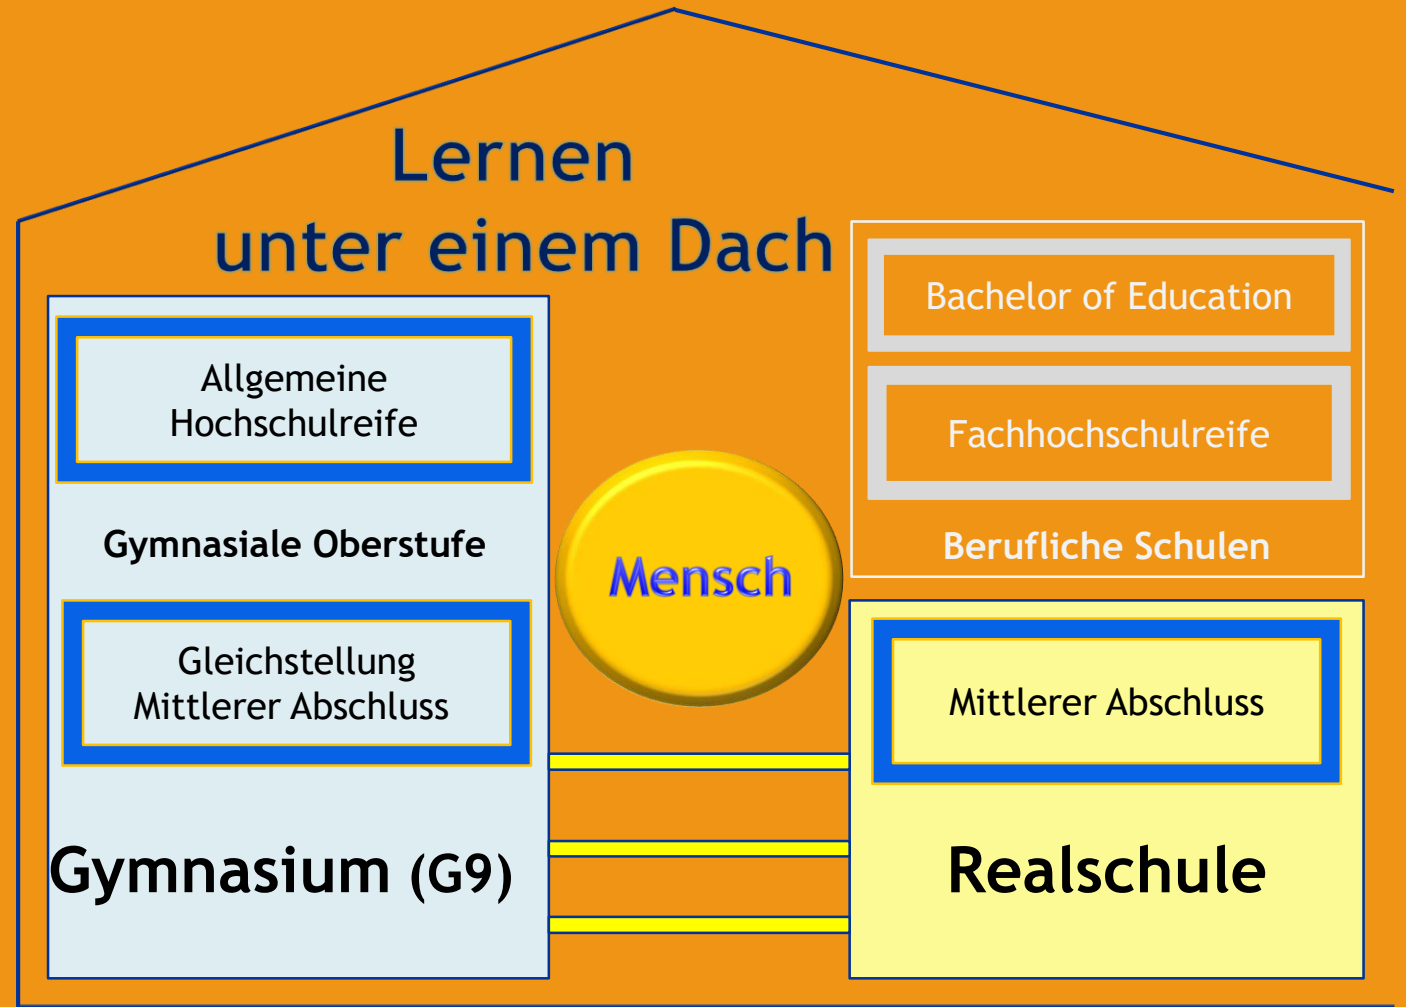 Lernen
unter einem Dach
Allgemeine
Hochschulreife
Gymnasiale Oberstufe
Gleichstellung
Mittlerer Abschluss
Gymnasium (G9)
Mensch
Bachelor of Education
Fachhochschulreife
Berufliche Schulen
Mittlerer Abschluss
Realschule